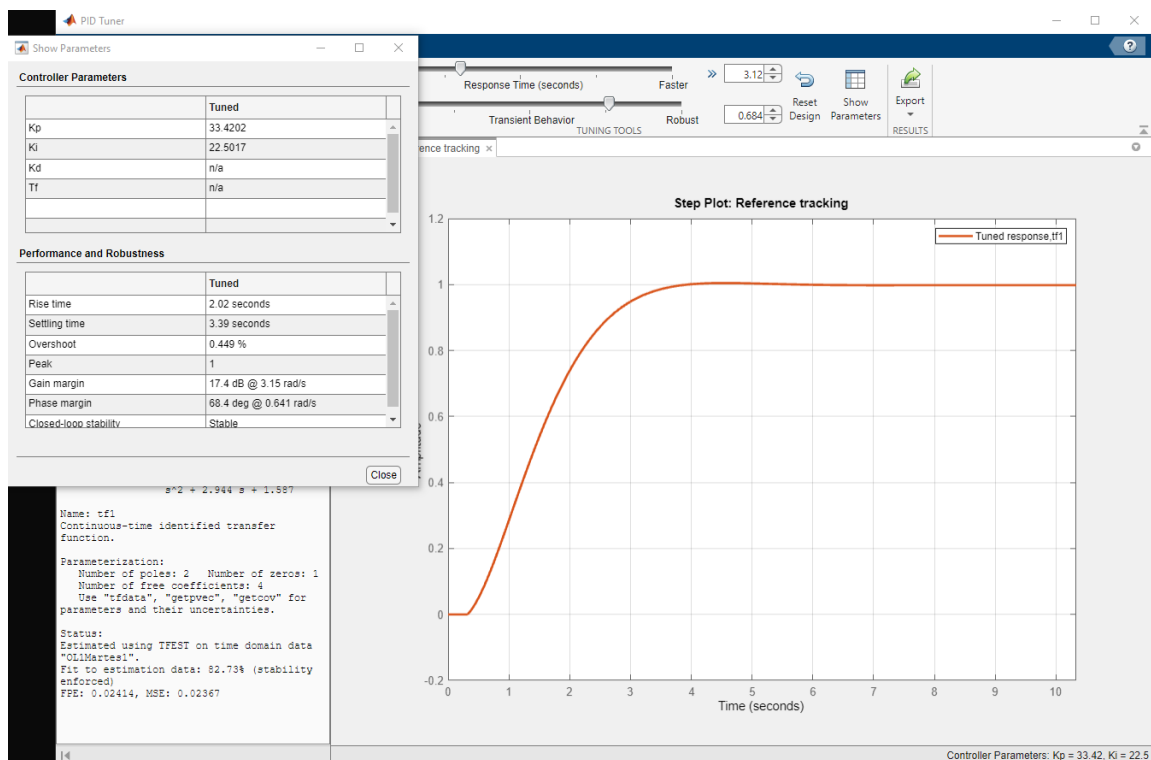 PID Tuner
Show Parameters
Controller Parameters
Tuned
Kp 33.4202
Ki 22.5017
Kd n/a
Tf n/a
Performance and Robustness
Tuned
Rise time 2.02 seconds
Settling time 3.39 seconds
Overshoot 0.449 %
Peak 1
Gain margin 17.4 dB @ 3.15 rad/s
Phase margin 68.4 deg @ 0.641 rad/s
Closed-loop stability Stable
Close
?
Response Time (seconds) Faster
» 3.12
Transient Behavior Robust
0.684
Reset Design
Show Parameters
Export
TUNING TOOLS
RESULTS
ence tracking ×
Step Plot: Reference tracking
Tuned response,tf1
1.2
1
0.8
0.6
0.4
0.2
0
-0.2
0 1 2 3 4 5 6 7 8 9 10
Time (seconds)
s^2 + 2.944 s + 1.587
Name: tf1
Continuous-time identified transfer
function.
Parameterization:
Number of poles: 2 Number of zeros: 1
Number of free coefficients: 4
Use "tfdata", "getpvec", "getcov" for
parameters and their uncertainties.
Status:
Estimated using TFEST on time domain data
"OL1Martes1".
Fit to estimation data: 82.73% (stability
enforced)
FPE: 0.02414, MSE: 0.02367
Controller Parameters: Kp = 33.42, Ki = 22.5